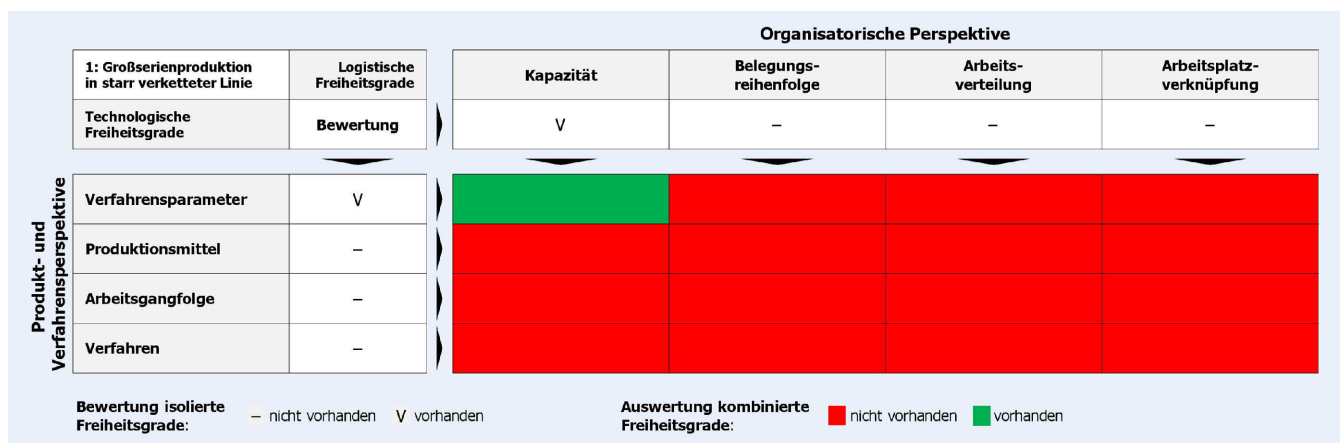 Organisatorische Perspektive
1: Großserienproduktion
in starr verketteter Linie
Logistische
Freiheitsgrade
Kapazität
Belegungs-
reihenfolge
Arbeits-
verteilung
Arbeitsplatz-
verknüpfung
Technologische
Freiheitsgrade
Bewertung
V
–
–
–
Produkt- und
Verfahrensperspektive
Verfahrensparameter
V
Produktionsmittel
–
Arbeitsgangfolge
–
Verfahren
–
Bewertung isolierte
Freiheitsgrade:
– nicht vorhanden V vorhanden
Auswertung kombinierte
Freiheitsgrade:
nicht vorhanden vorhanden